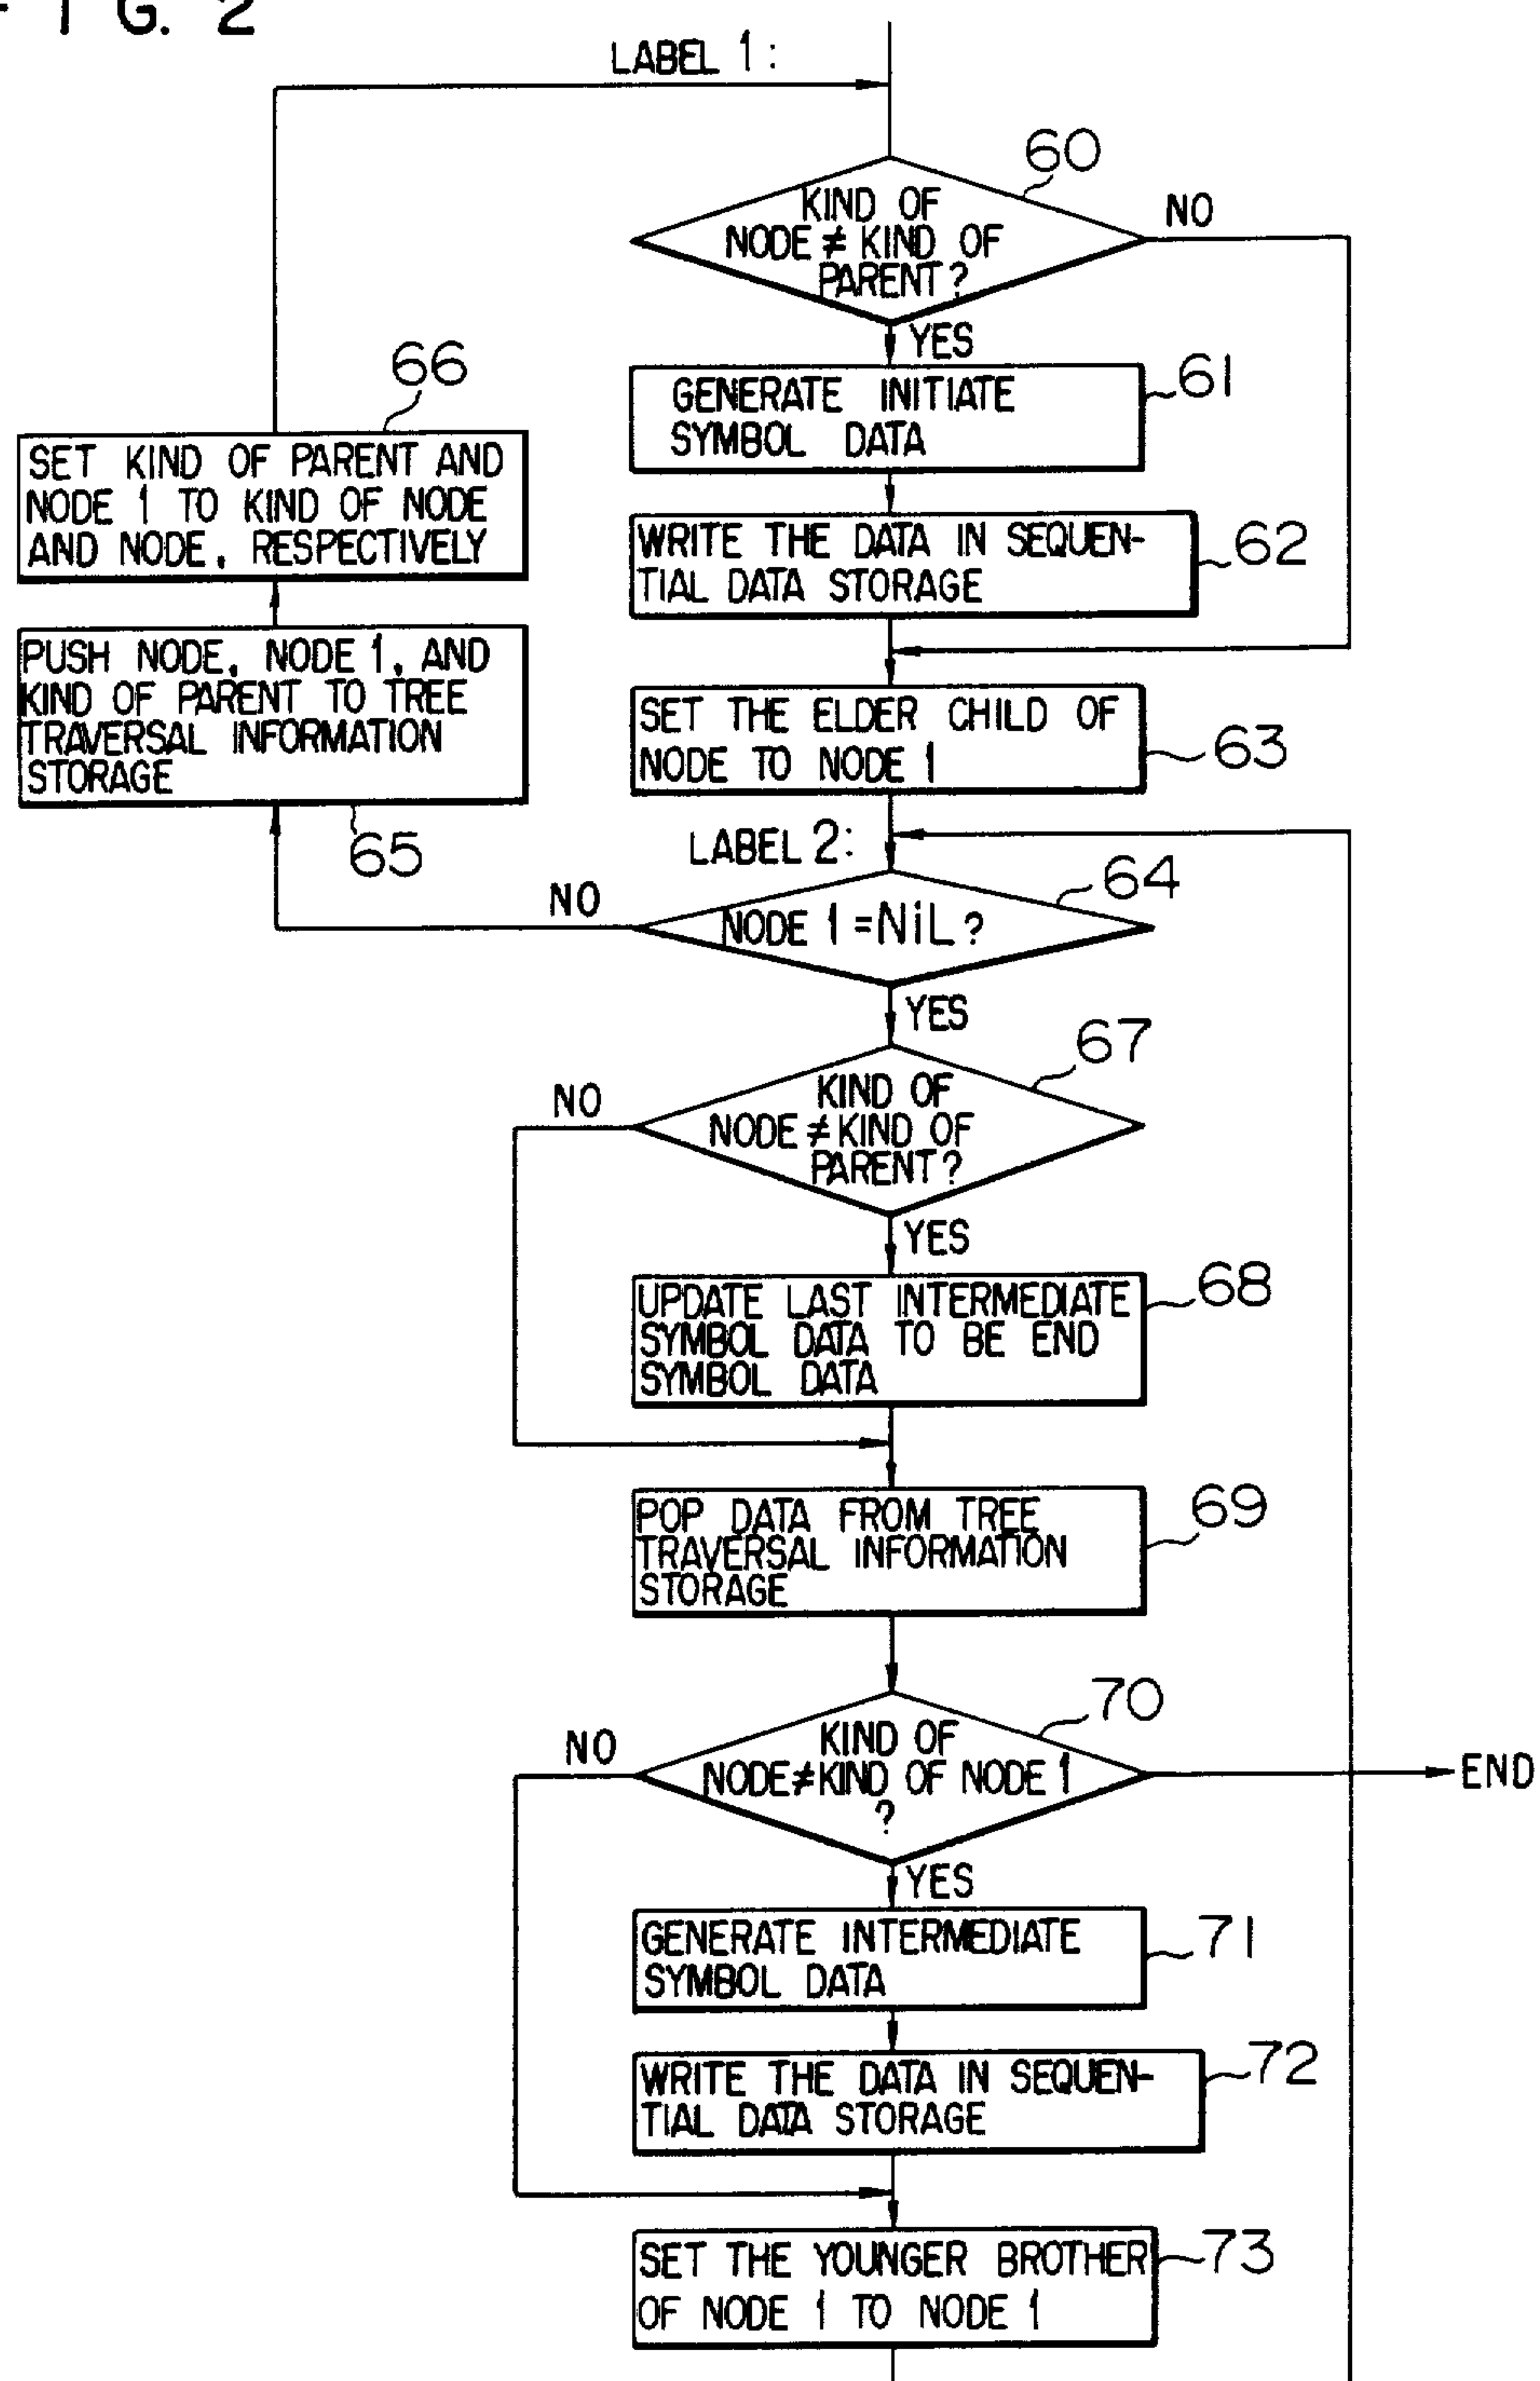 F I G. 2
LABEL 1:
60
KIND OF
NODE ≠ KIND OF
PARENT?
NO
YES
61
GENERATE INITIATE
SYMBOL DATA
66
SET KIND OF PARENT AND
NODE 1 TO KIND OF NODE
AND NODE, RESPECTIVELY
WRITE THE DATA IN SEQUEN-
TIAL DATA STORAGE
62
PUSH NODE, NODE 1, AND
KIND OF PARENT TO TREE
TRAVERSAL INFORMATION
STORAGE
65
SET THE ELDER CHILD OF
NODE TO NODE 1
63
LABEL 2:
64
NO
NODE 1 = NiL?
YES
67
NO
KIND OF
NODE ≠ KIND OF
PARENT?
YES
68
UPDATE LAST INTERMEDIATE
SYMBOL DATA TO BE END
SYMBOL DATA
69
POP DATA FROM TREE
TRAVERSAL INFORMATION
STORAGE
70
NO
KIND OF
NODE ≠ KIND OF NODE 1
?
END
YES
71
GENERATE INTERMEDIATE
SYMBOL DATA
72
WRITE THE DATA IN SEQUEN-
TIAL DATA STORAGE
73
SET THE YOUNGER BROTHER
OF NODE 1 TO NODE 1